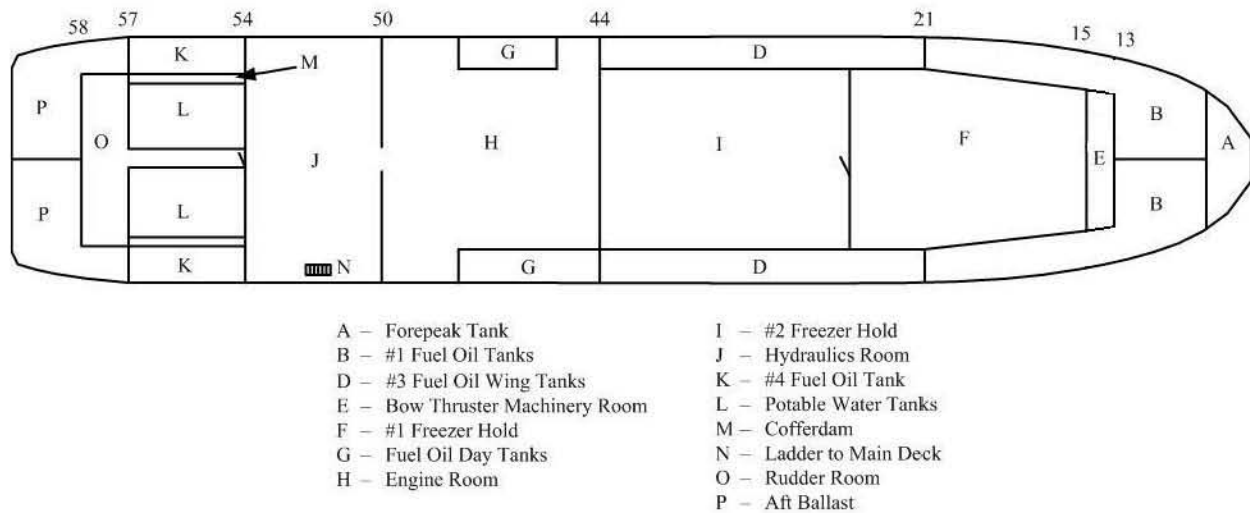 58 57 54 50 44 21 15 13
K G D
M
P L B
O J H I F E A
P L B
K N G D
A – Forepeak Tank
B – #1 Fuel Oil Tanks
D – #3 Fuel Oil Wing Tanks
E – Bow Thruster Machinery Room
F – #1 Freezer Hold
G – Fuel Oil Day Tanks
H – Engine Room
I – #2 Freezer Hold
J – Hydraulics Room
K – #4 Fuel Oil Tank
L – Potable Water Tanks
M – Cofferdam
N – Ladder to Main Deck
O – Rudder Room
P – Aft Ballast